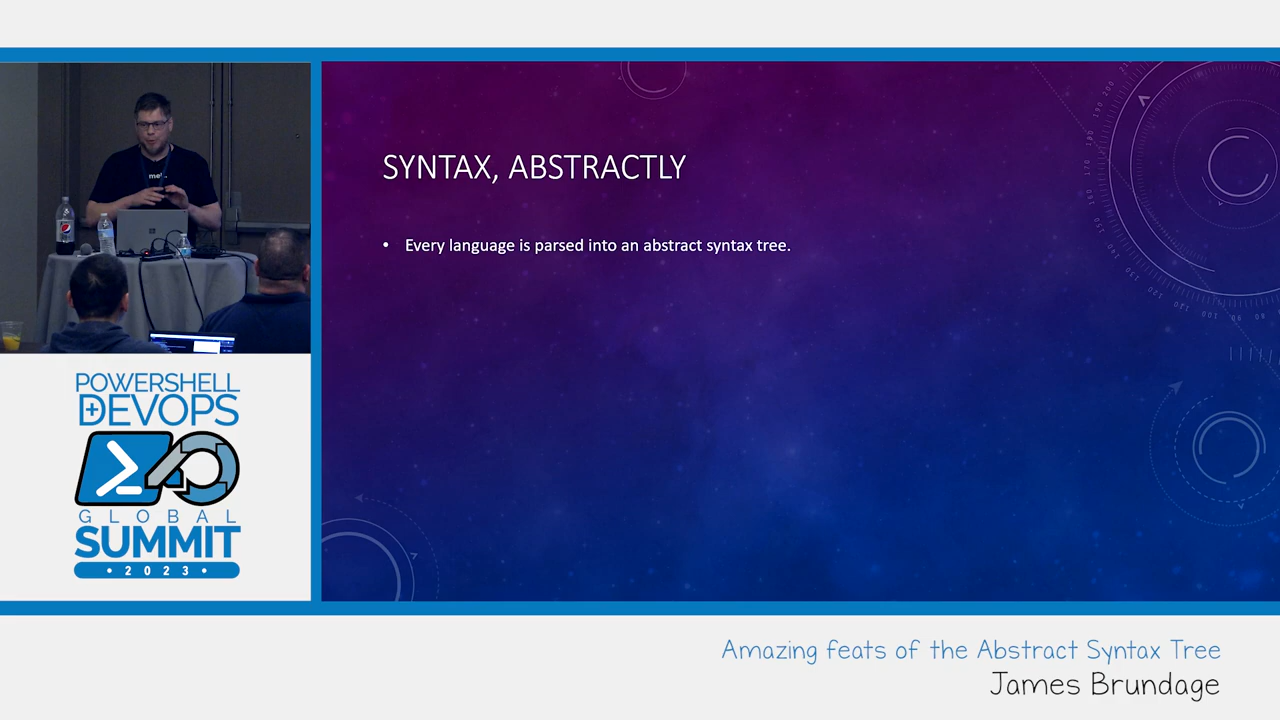 SYNTAX, ABSTRACTLY
• Every language is parsed into an abstract syntax tree.
POWERSHELL
+DEVOPS
GLOBAL
SUMMIT
• 2023 •
Amazing feats of the Abstract Syntax Tree
James Brundage